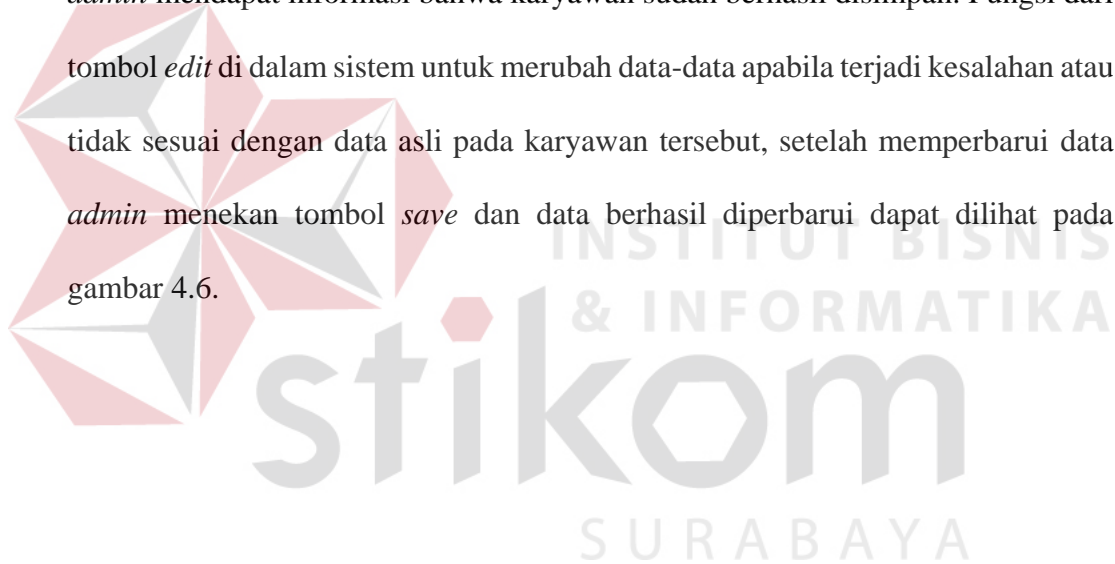 admin mendapat informasi bahwa karyawan sudah berhasil disimpan. Fungsi dari
tombol edit di dalam sistem untuk merubah data-data apabila terjadi kesalahan atau
tidak sesuai dengan data asli pada karyawan tersebut, setelah memperbarui data
admin menekan tombol save dan data berhasil diperbarui dapat dilihat pada
gambar 4.6.
INSTITUT BISNIS
& INFORMATIKA
stikom
SURABAYA